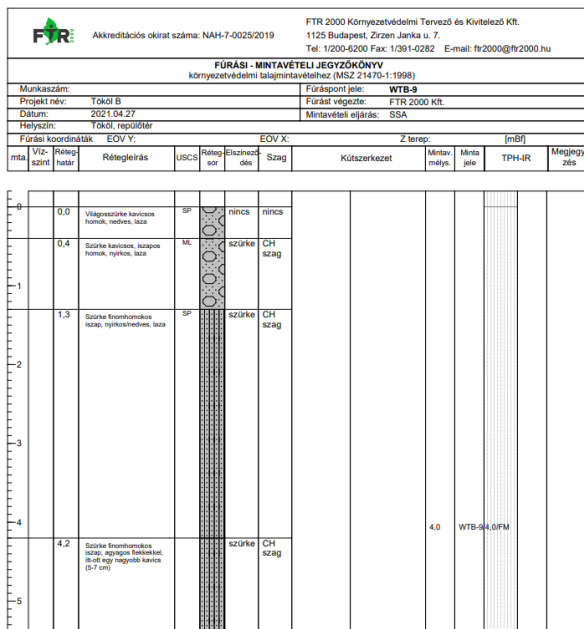 FTR 2000
Akkreditációs okirat száma: NAH-7-0025/2019
FTR 2000 Környezetvédelmi Tervező és Kivitelező Kft.
1125 Budapest, Zirzen Janka u. 7.
Tel: 1/200-6200 Fax: 1/391-0282 E-mail: ftr2000@ftr2000.hu
FÚRÁSI - MINTAVÉTELI JEGYZŐKÖNYV
környezetvédelmi talajmintavételhez (MSZ 21470-1:1998)
Munkaszám: Fúráspont jele: WTB-9
Projekt név: Tököl B Fúrást végezte: FTR 2000 Kft.
Dátum: 2021.04.27 Mintavételi eljárás: SSA
Helyszín: Tököl, repülőtér
Fúrási koordináták EOV Y: EOV X: Z terep: [mBf]
mta.
Víz-
szint
Réteg-
határ
Rétegleírás
USCS
Réteg-
sor
Elszínező-
dés
Szag
Kútszerkezet
Mintav.
mélys.
Minta
jele
TPH-IR
Megjegy
zés
0
0,0
Világosszürke kavicsos
homok, nedves, laza
SP
nincs
nincs
0,4
Szürke kavicsos, iszapos
homok, nyirkos, laza
ML
szürke
CH
szag
1
1,3
Szürke finomhomokos
iszap, nyirkos/nedves, laza
SP
szürke
CH
szag
2
3
4
4,0
WTB-9/4,0/FM
4,2
Szürke finomhomokos
iszap, agyagos flekkekkel,
itt-ott egy nagyobb kavics
(5-7 cm)
szürke
CH
szag
5